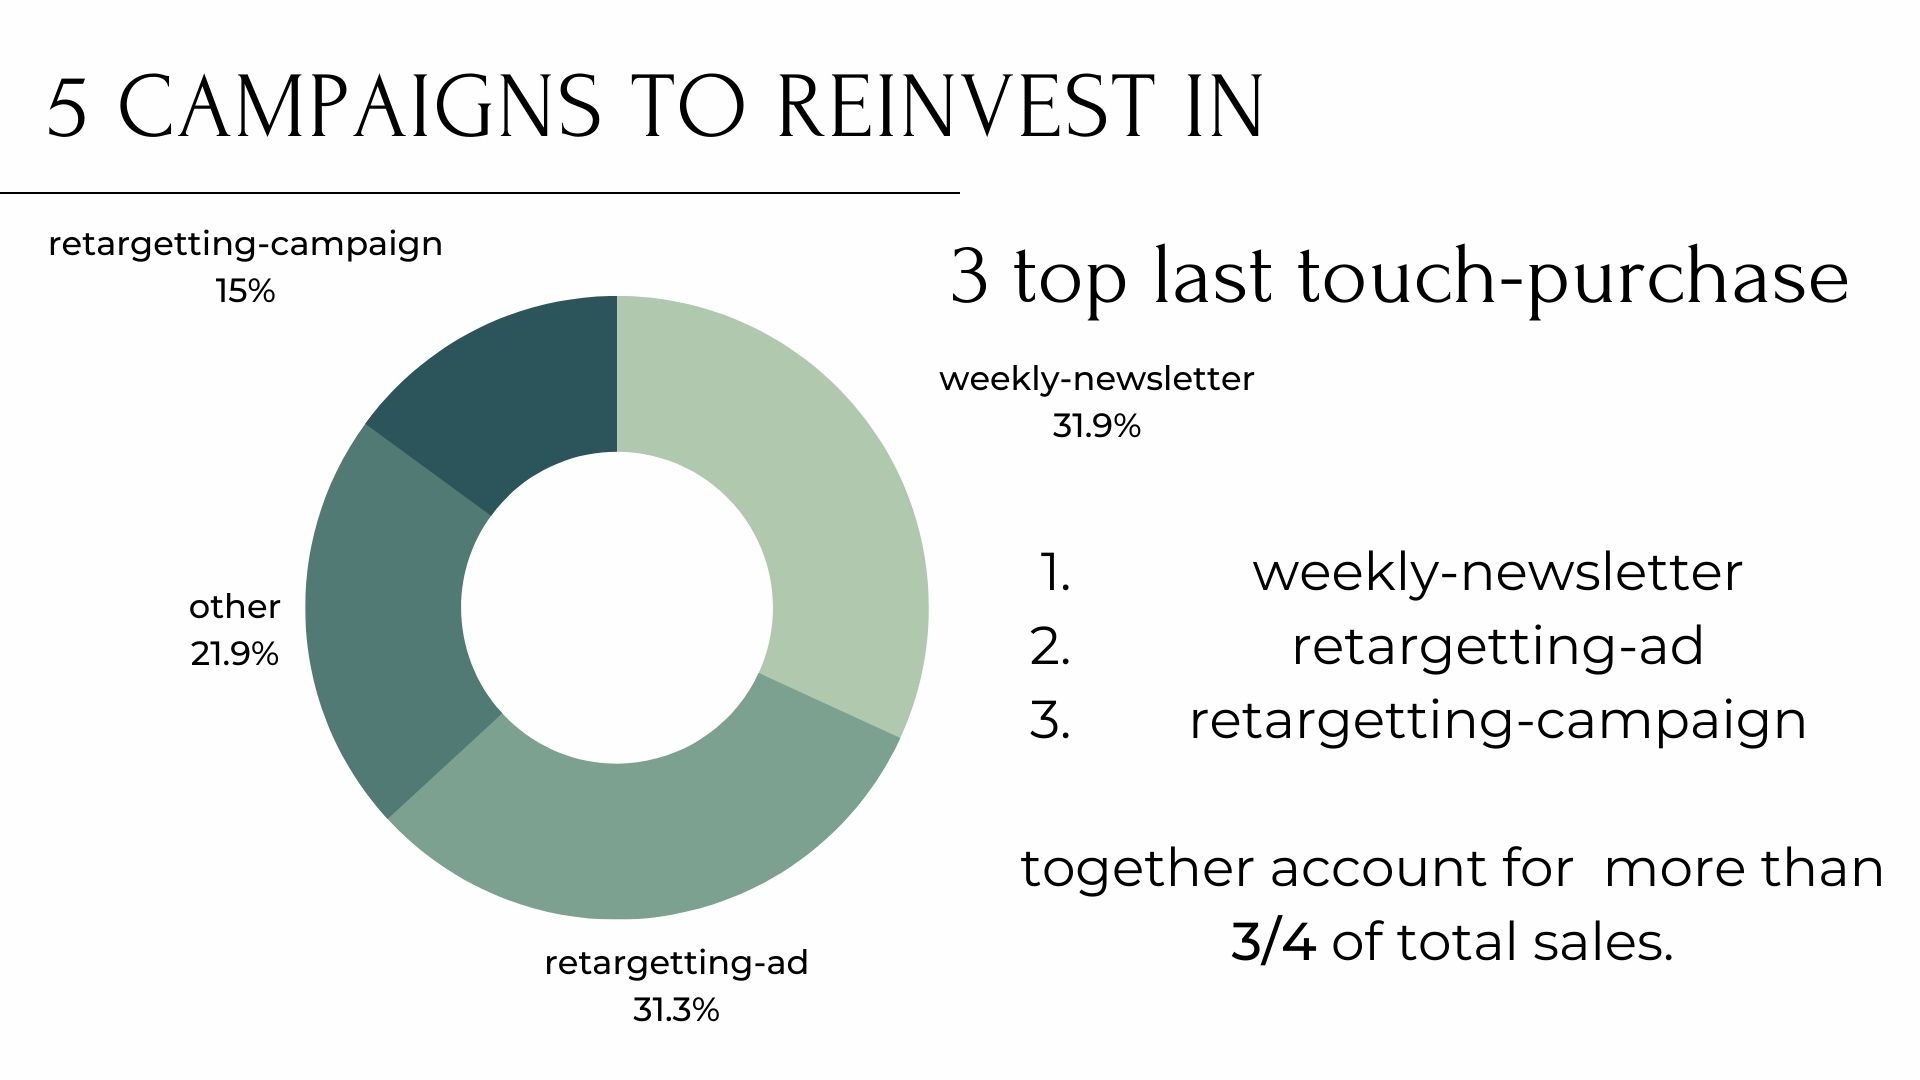 5 CAMPAIGNS TO REINVEST IN
retargetting-campaign
15%
3 top last touch-purchase
weekly-newsletter
31.9%
other
21.9%
retargetting-ad
31.3%
1. weekly-newsletter
2. retargetting-ad
3. retargetting-campaign
together account for more than
3/4 of total sales.